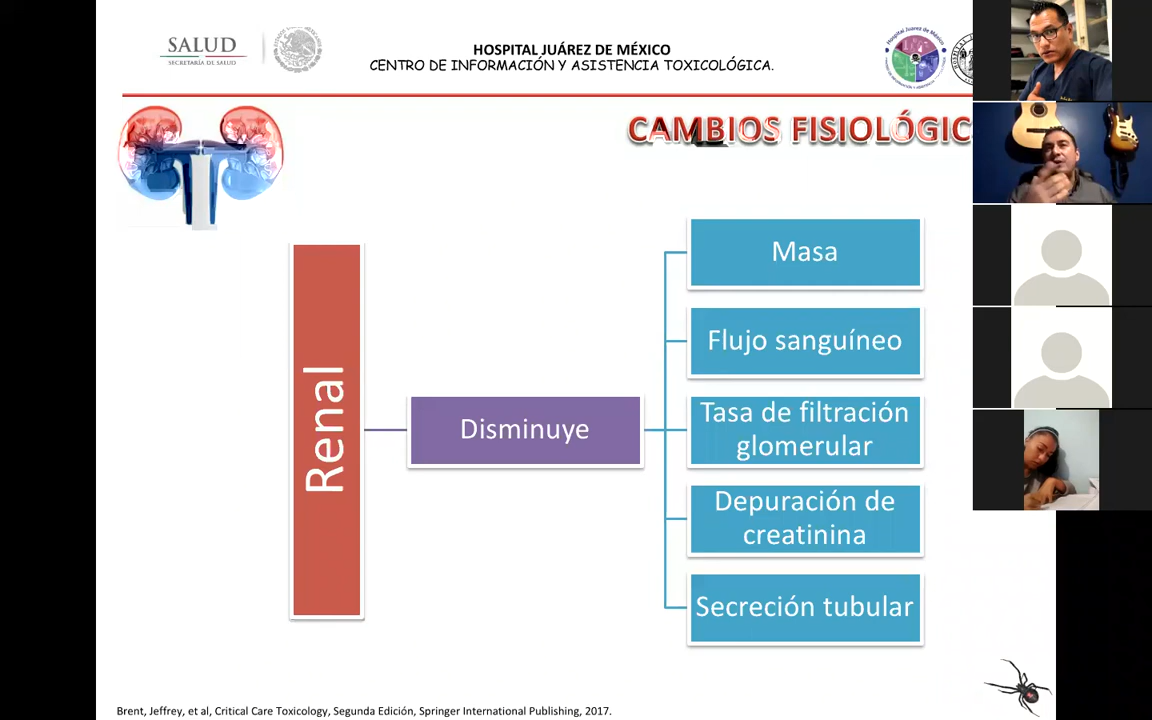 SALUD
SECRETARÍA DE SALUD
HOSPITAL JUÁREZ DE MÉXICO
CENTRO DE INFORMACIÓN Y ASISTENCIA TOXICOLÓGICA.
CAMBIOS FISIOLÓGIC
Renal
Disminuye
Masa
Flujo sanguíneo
Tasa de filtración
glomerular
Depuración de
creatinina
Secreción tubular
Brent, Jeffrey, et al, Critical Care Toxicology, Segunda Edición, Springer International Publishing, 2017.